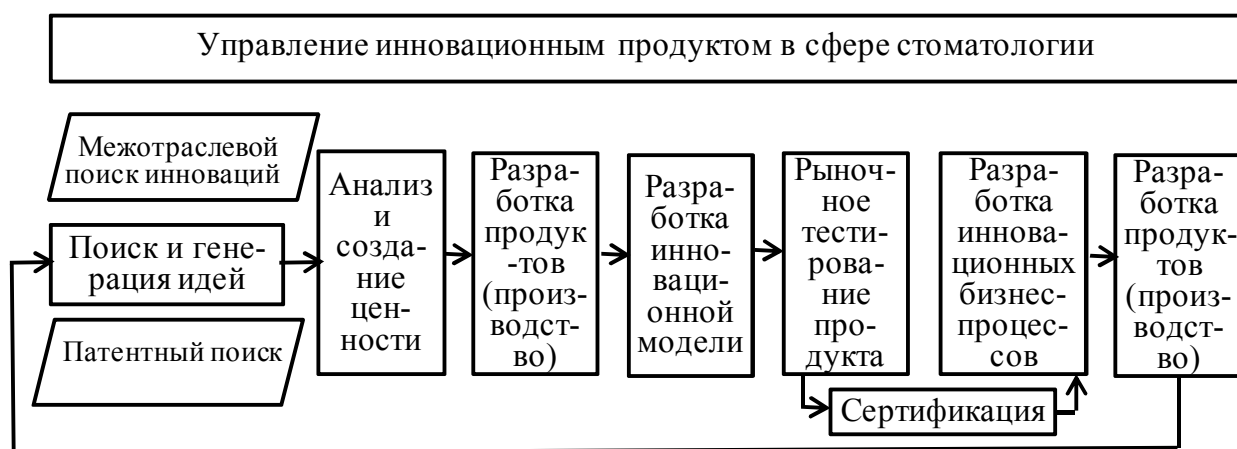 Управление инновационным продуктом в сфере стоматологии
Межотраслевой
поиск инноваций
Поиск и гене-
рация идей
Патентный поиск
Анализ
и
созда-
ние
цен-
ности
Разра-
ботка
продук
-тов
(произ-
водст-
во)
Разра-
ботка
инно-
ваци-
онной
модели
Рыноч-
ное
тести-
рова-
ние
про-
дукта
Сертификация
Разра-
ботка
иннова-
ционных
бизнес-
процес-
сов
Разра-
ботка
продук-
тов
(произ-
водст-
во)